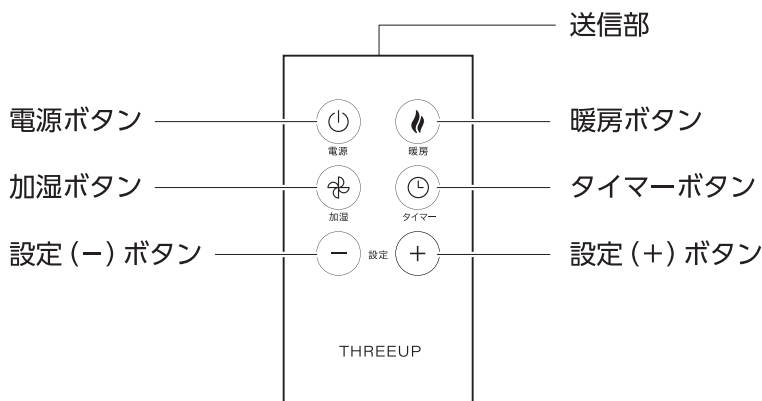 送信部
電源ボタン
暖房ボタン
電源
暖房
加湿ボタン
タイマーボタン
加湿
タイマー
設定(−)ボタン
設定
設定(+)ボタン
THREEUP